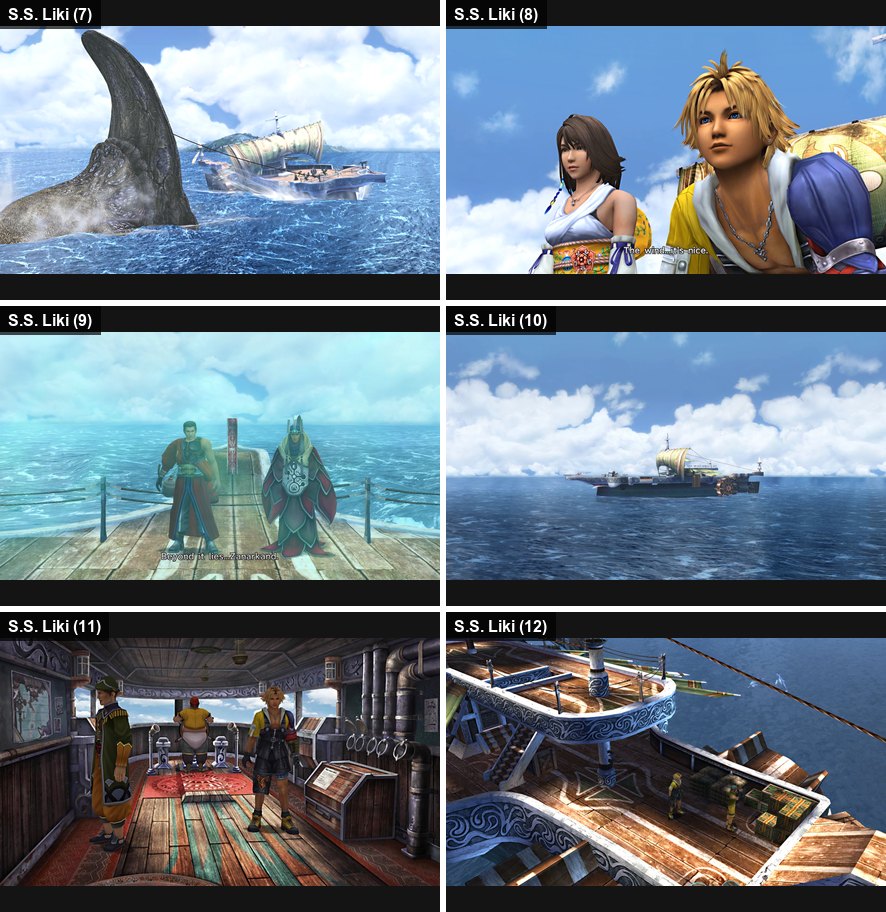 S.S. Liki (7)
S.S. Liki (8)
The wind...it's nice.
S.S. Liki (9)
Beyond it lies...Zanarkand.
S.S. Liki (10)
S.S. Liki (11)
S.S. Liki (12)